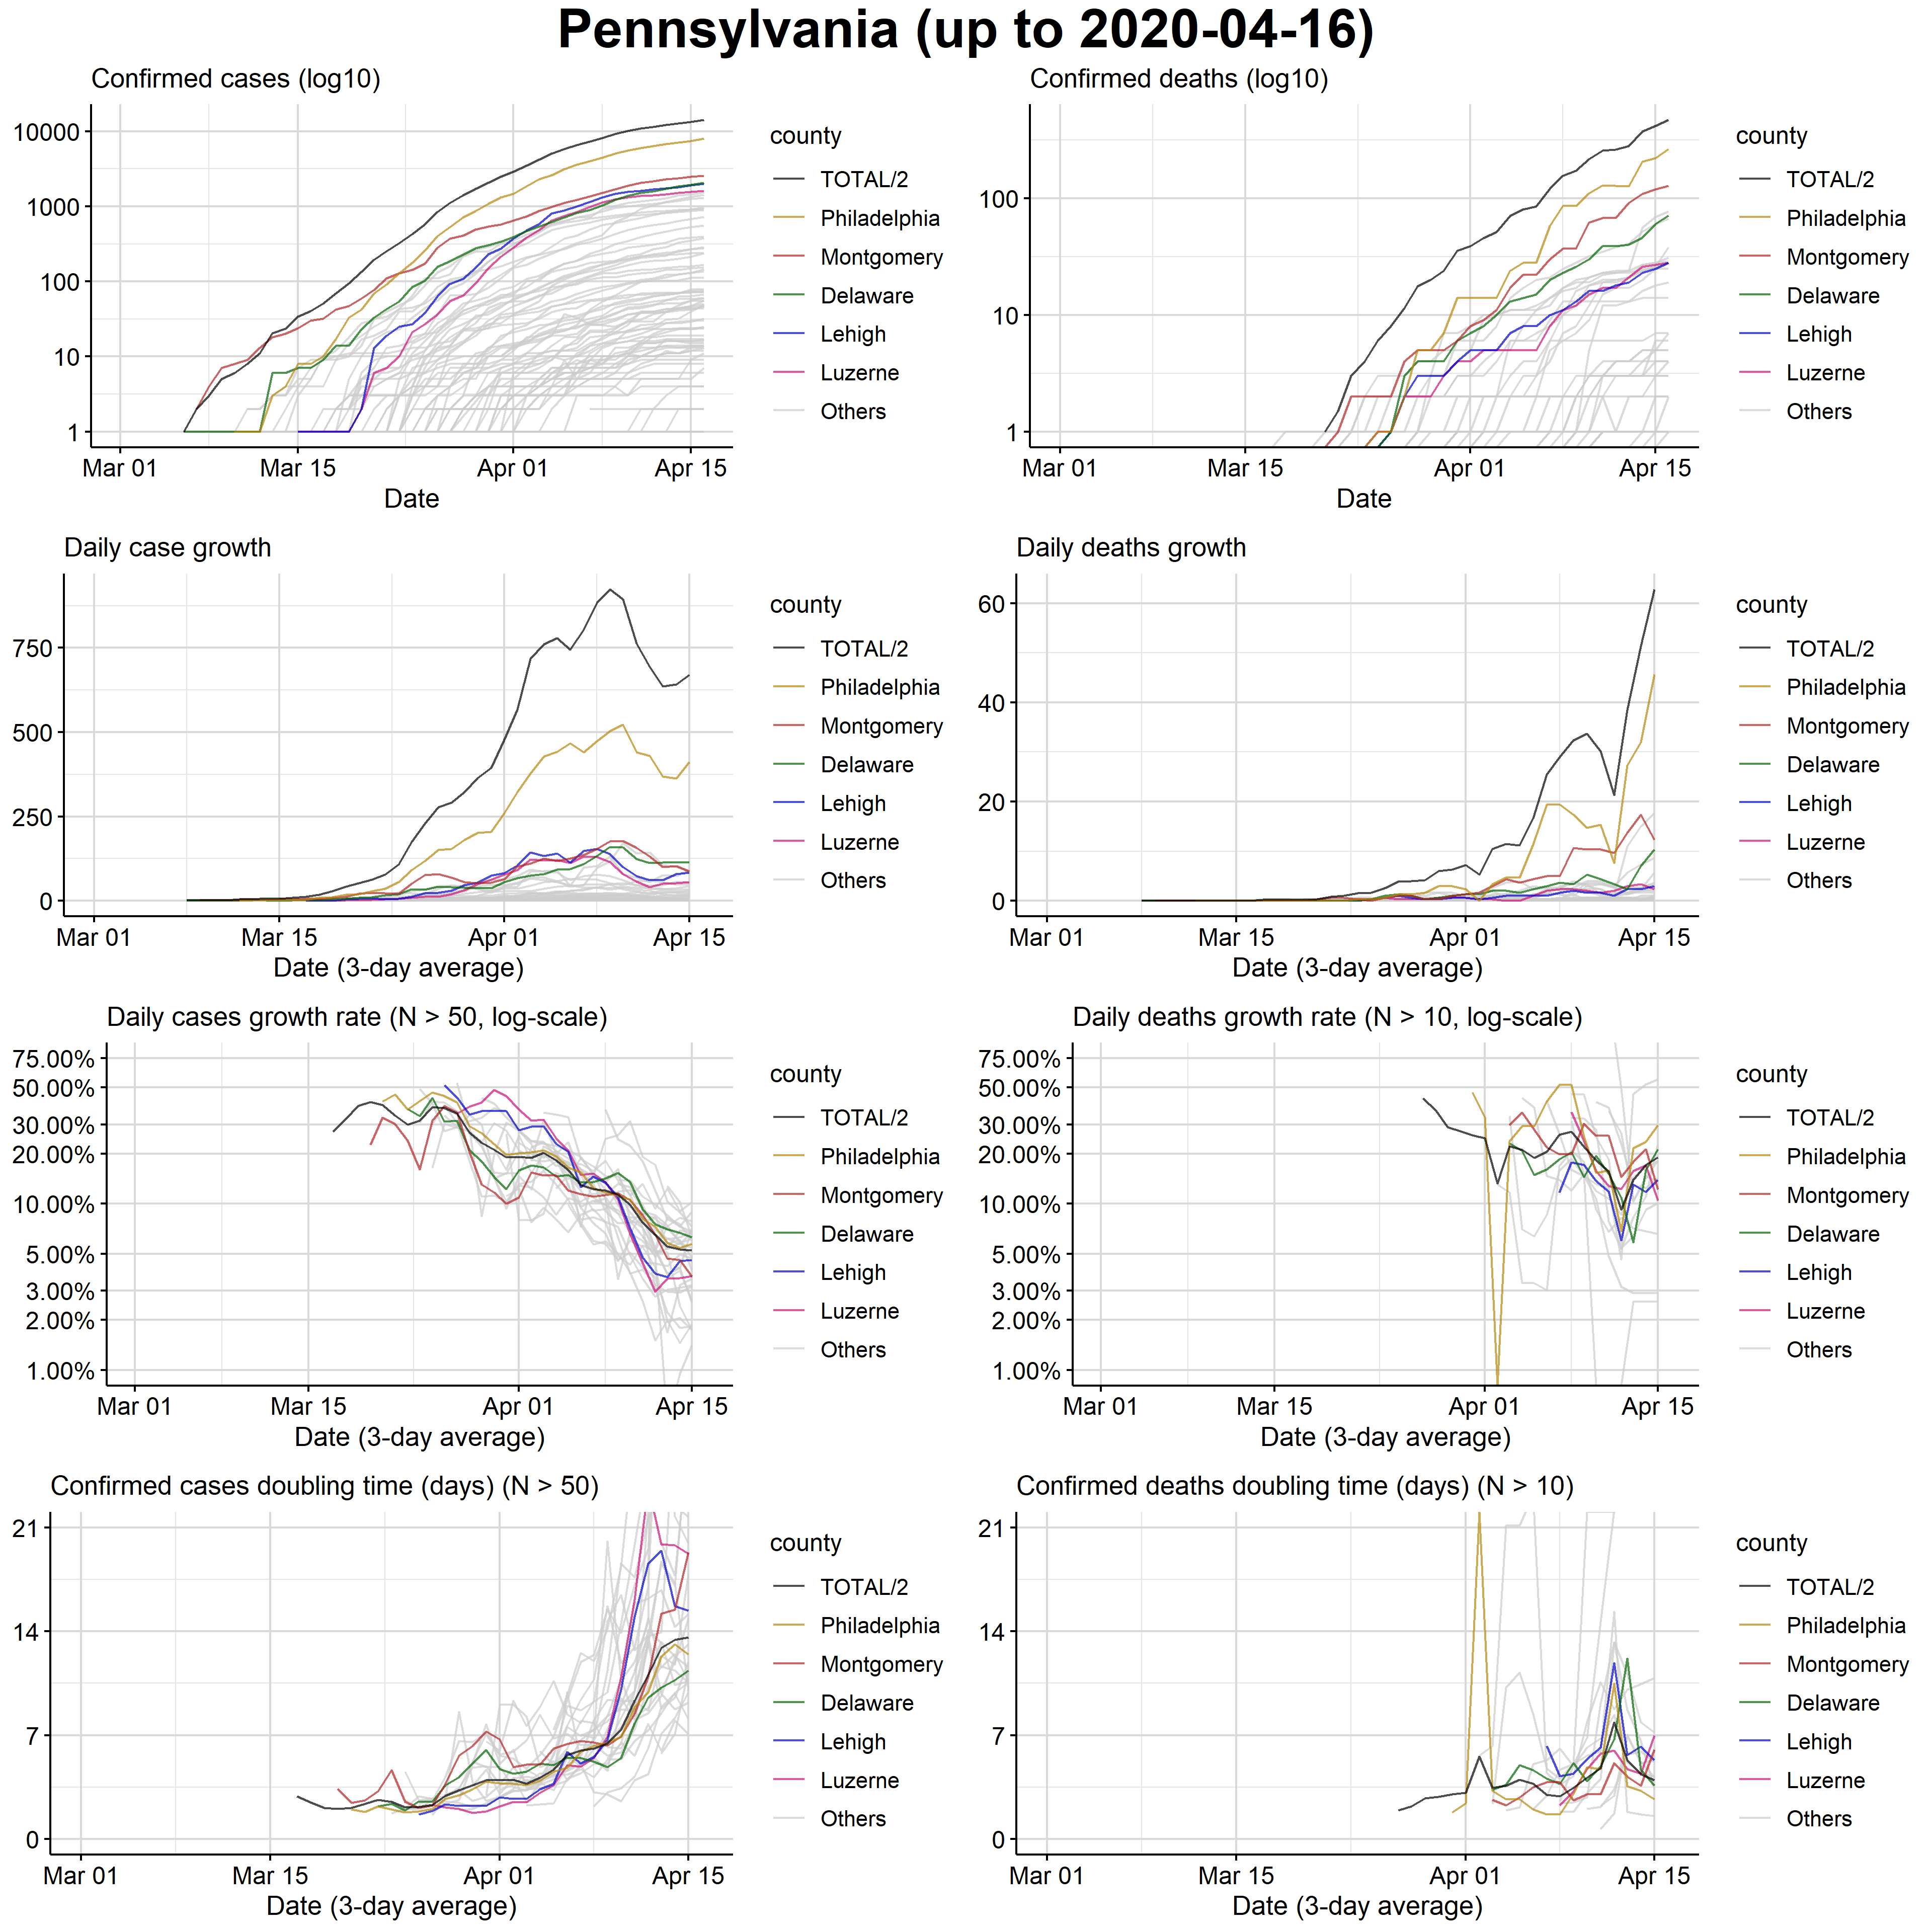 Pennsylvania (up to 2020-04-16)
Confirmed cases (log10)
10000
1000
100
10
1
Mar 01
Mar 15
Apr 01
Apr 15
Date
county
TOTAL/2
Philadelphia
Montgomery
Delaware
Lehigh
Luzerne
Others
Confirmed deaths (log10)
100
10
1
Mar 01
Mar 15
Apr 01
Apr 15
Date
county
TOTAL/2
Philadelphia
Montgomery
Delaware
Lehigh
Luzerne
Others
Daily case growth
750
500
250
0
Mar 01
Mar 15
Apr 01
Apr 15
Date (3-day average)
county
TOTAL/2
Philadelphia
Montgomery
Delaware
Lehigh
Luzerne
Others
Daily deaths growth
60
40
20
0
Mar 01
Mar 15
Apr 01
Apr 15
Date (3-day average)
county
TOTAL/2
Philadelphia
Montgomery
Delaware
Lehigh
Luzerne
Others
Daily cases growth rate (N > 50, log-scale)
75.00%
50.00%
30.00%
20.00%
10.00%
5.00%
3.00%
2.00%
1.00%
Mar 01
Mar 15
Apr 01
Apr 15
Date (3-day average)
county
TOTAL/2
Philadelphia
Montgomery
Delaware
Lehigh
Luzerne
Others
Daily deaths growth rate (N > 10, log-scale)
75.00%
50.00%
30.00%
20.00%
10.00%
5.00%
3.00%
2.00%
1.00%
Mar 01
Mar 15
Apr 01
Apr 15
Date (3-day average)
county
TOTAL/2
Philadelphia
Montgomery
Delaware
Lehigh
Luzerne
Others
Confirmed cases doubling time (days) (N > 50)
21
14
7
0
Mar 01
Mar 15
Apr 01
Apr 15
Date (3-day average)
county
TOTAL/2
Philadelphia
Montgomery
Delaware
Lehigh
Luzerne
Others
Confirmed deaths doubling time (days) (N > 10)
21
14
7
0
Mar 01
Mar 15
Apr 01
Apr 15
Date (3-day average)
county
TOTAL/2
Philadelphia
Montgomery
Delaware
Lehigh
Luzerne
Others